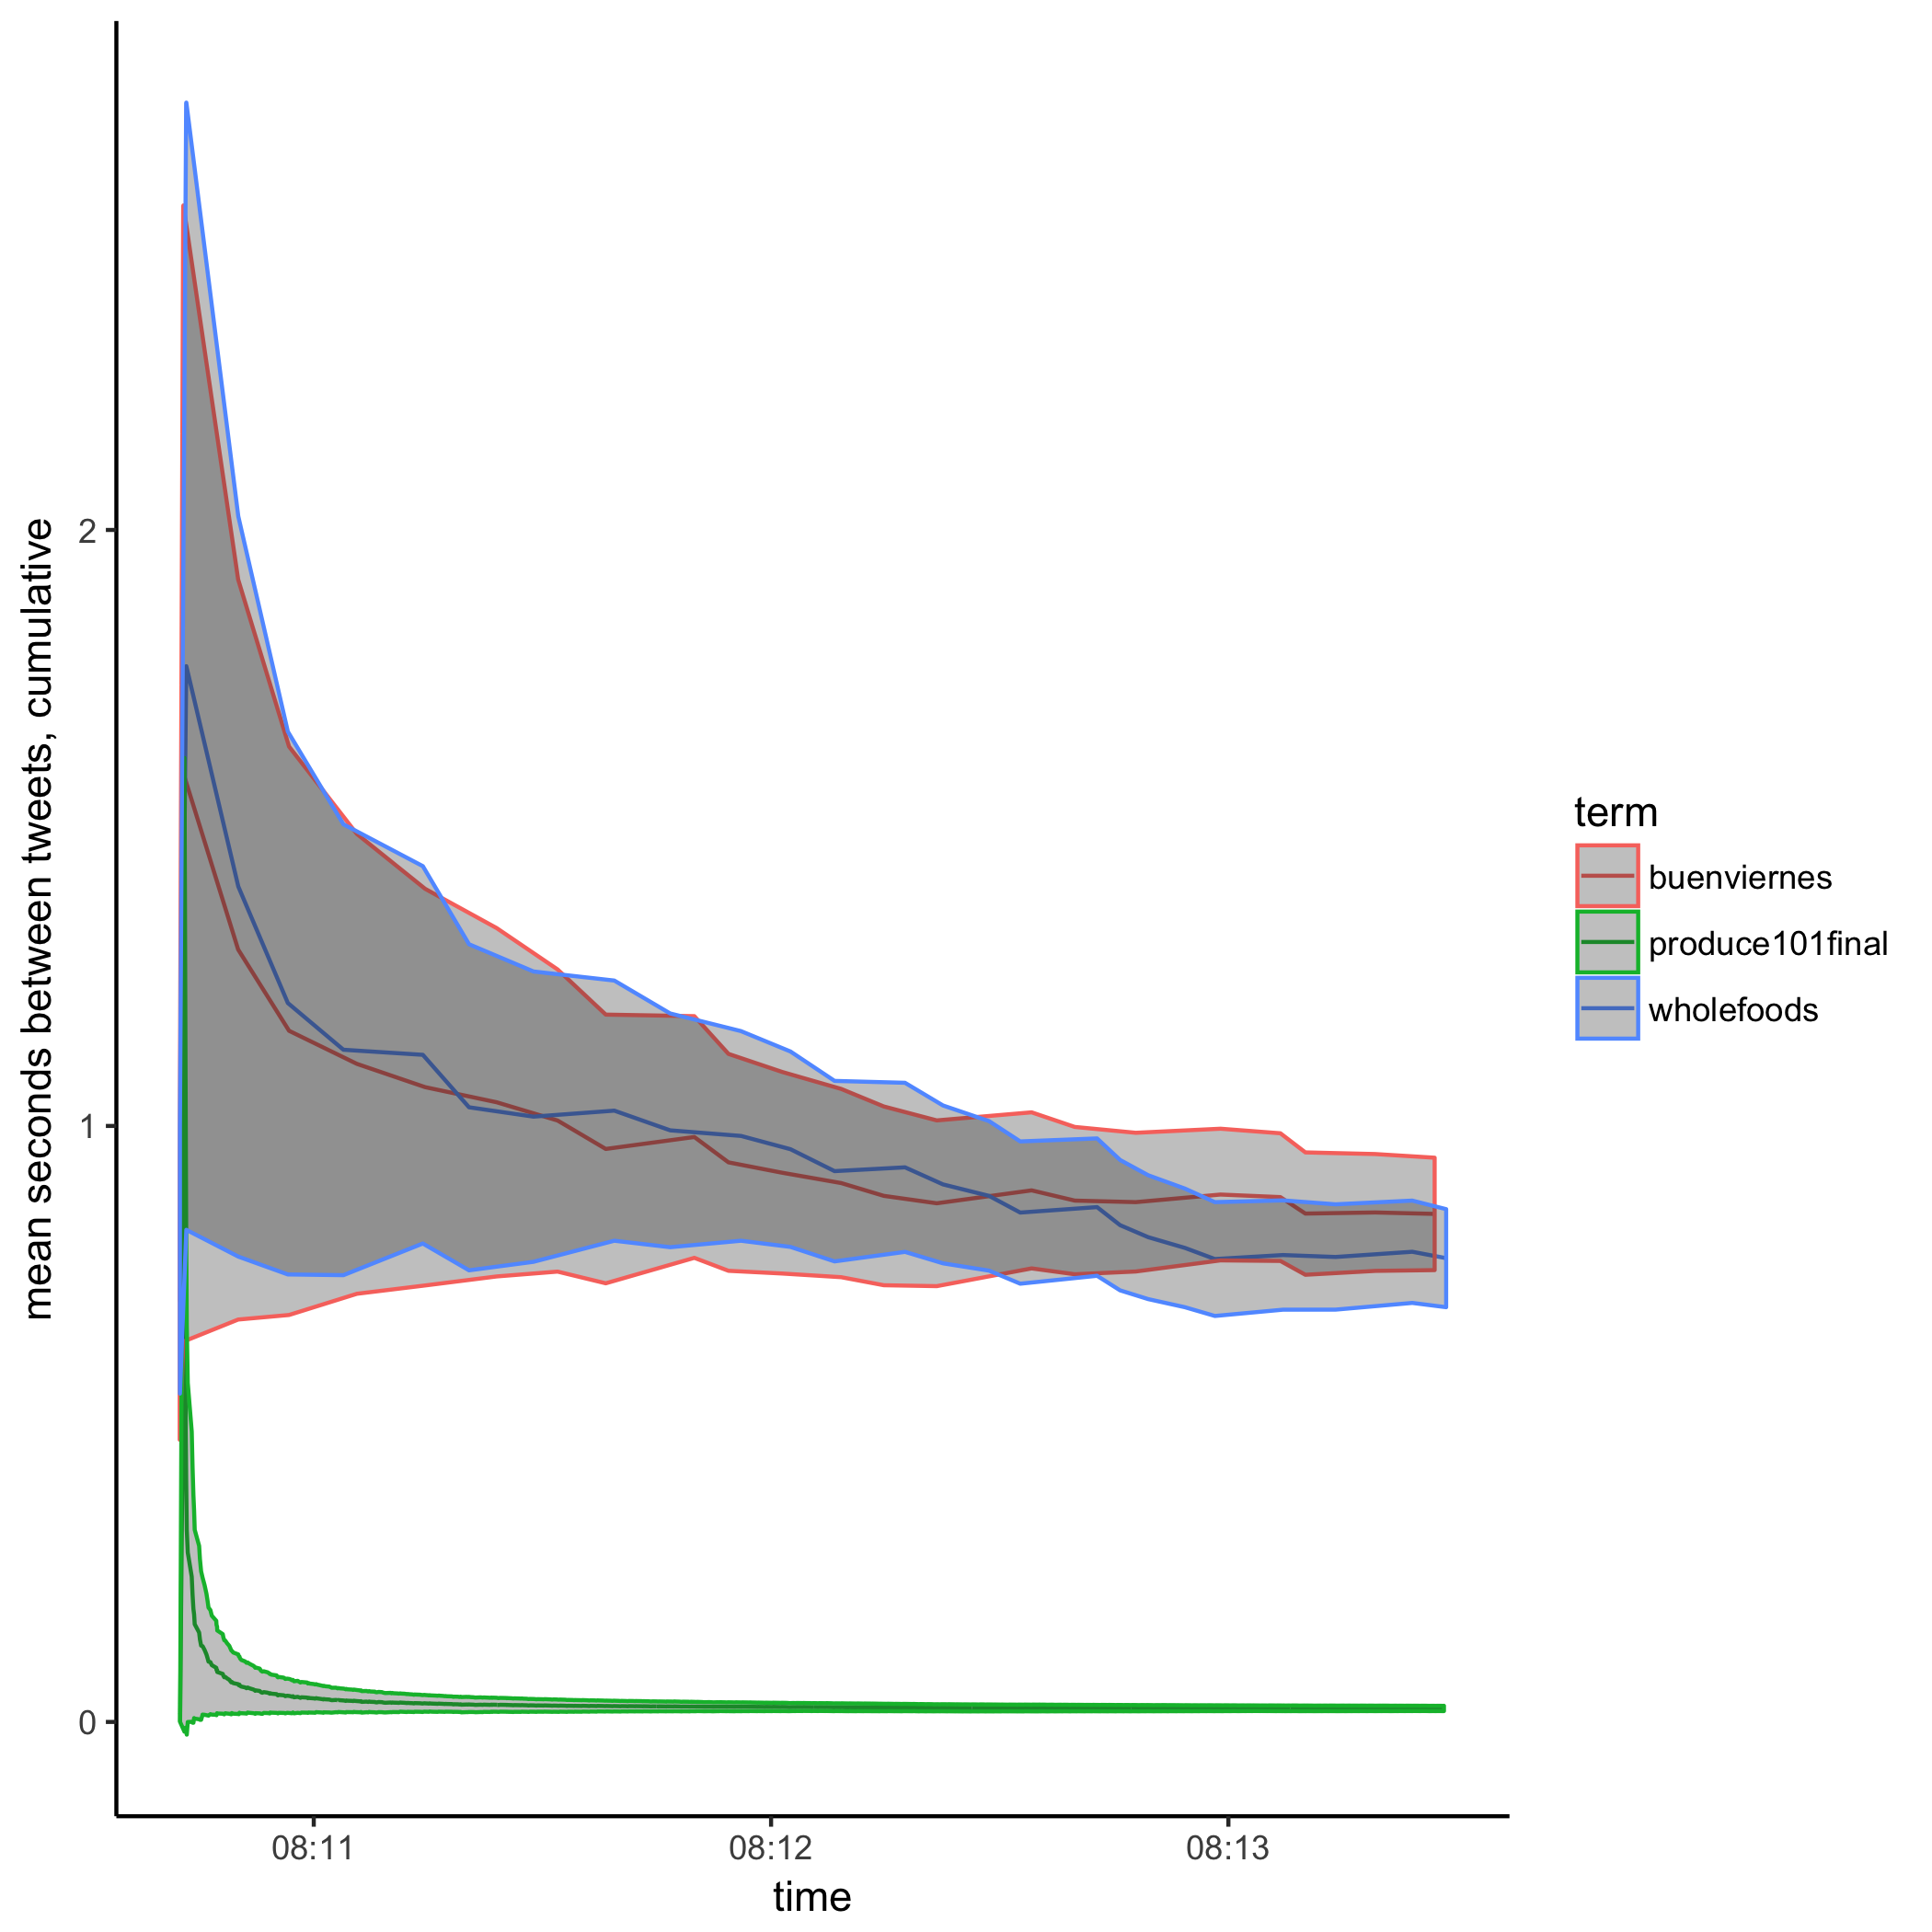 mean seconds between tweets, cumulative
2
1
0
08:11
08:12
08:13
time
term
buenviernes
produce101final
wholefoods